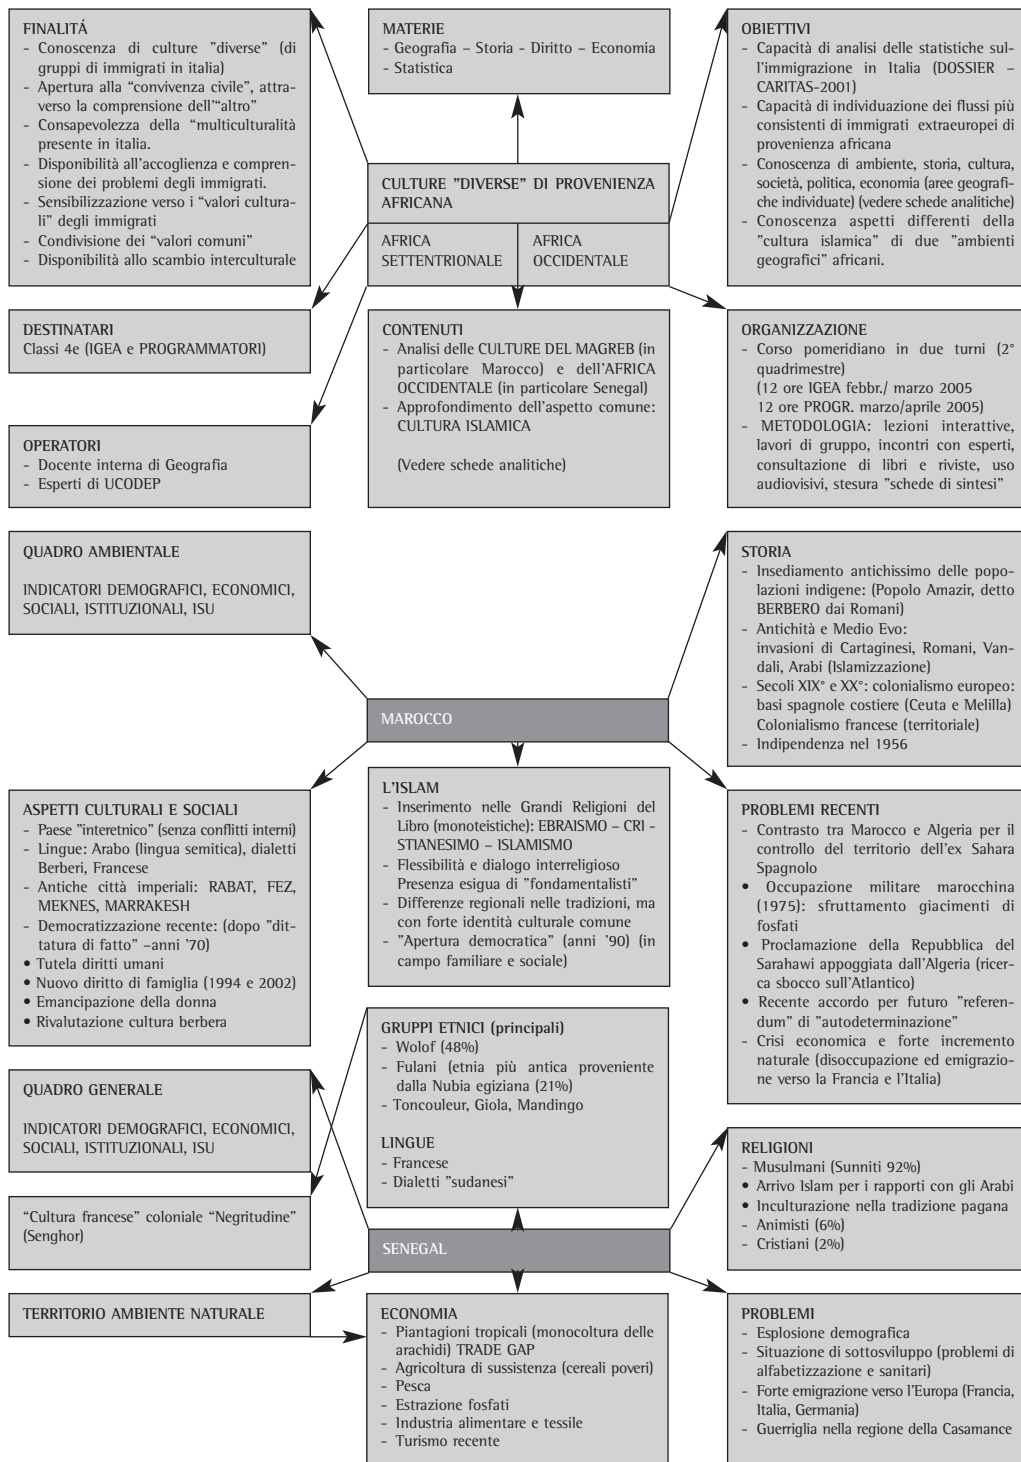 FINALITÁ
- Conoscenza di culture "diverse" (di
gruppi di immigrati in italia)
- Apertura alla “convivenza civile”, attra-
verso la comprensione dell'“altro”
- Consapevolezza della “multiculturalità
presente in italia.
- Disponibilità all'accoglienza e compren-
sione dei problemi degli immigrati.
- Sensibilizzazione verso i “valori cultura-
li” degli immigrati
- Condivisione dei “valori comuni”
- Disponibilità allo scambio interculturale
MATERIE
- Geografia – Storia - Diritto – Economia
- Statistica
OBIETTIVI
- Capacità di analisi delle statistiche sul-
l'immigrazione in Italia (DOSSIER –
CARITAS-2001)
- Capacità di individuazione dei flussi più
consistenti di immigrati extraeuropei di
provenienza africana
- Conoscenza di ambiente, storia, cultura,
società, politica, economia (aree geografi-
che individuate) (vedere schede analitiche)
- Conoscenza aspetti differenti della
"cultura islamica" di due "ambienti
geografici" africani.
CULTURE "DIVERSE" DI PROVENIENZA
AFRICANA
AFRICA
SETTENTRIONALE
AFRICA
OCCIDENTALE
DESTINATARI
Classi 4e (IGEA e PROGRAMMATORI)
CONTENUTI
- Analisi delle CULTURE DEL MAGREB (in
particolare Marocco) e dell'AFRICA
OCCIDENTALE (in particolare Senegal)
- Approfondimento dell'aspetto comune:
CULTURA ISLAMICA
(Vedere schede analitiche)
ORGANIZZAZIONE
- Corso pomeridiano in due turni (2°
quadrimestre)
(12 ore IGEA febbr./ marzo 2005
12 ore PROGR. marzo/aprile 2005)
- METODOLOGIA: lezioni interattive,
lavori di gruppo, incontri con esperti,
consultazione di libri e riviste, uso
audiovisivi, stesura "schede di sintesi"
OPERATORI
- Docente interna di Geografia
- Esperti di UCODEP
QUADRO AMBIENTALE
INDICATORI DEMOGRAFICI, ECONOMICI,
SOCIALI, ISTITUZIONALI, ISU
STORIA
- Insediamento antichissimo delle popo-
lazioni indigene: (Popolo Amazir, detto
BERBERO dai Romani)
- Antichità e Medio Evo:
invasioni di Cartaginesi, Romani, Van-
dali, Arabi (Islamizzazione)
- Secoli XIX° e XX°: colonialismo europeo:
basi spagnole costiere (Ceuta e Melilla)
Colonialismo francese (territoriale)
- Indipendenza nel 1956
MAROCCO
ASPETTI CULTURALI E SOCIALI
- Paese "interetnico" (senza conflitti interni)
- Lingue: Arabo (lingua semitica), dialetti
Berberi, Francese
- Antiche città imperiali: RABAT, FEZ,
MEKNES, MARRAKESH
- Democratizzazione recente: (dopo "dit-
tatura di fatto" –anni '70)
• Tutela diritti umani
• Nuovo diritto di famiglia (1994 e 2002)
• Emancipazione della donna
• Rivalutazione cultura berbera
L'ISLAM
- Inserimento nelle Grandi Religioni del
Libro (monoteistiche): EBRAISMO – CRI -
STIANESIMO – ISLAMISMO
- Flessibilità e dialogo interreligioso
Presenza esigua di "fondamentalisti"
- Differenze regionali nelle tradizioni, ma
con forte identità culturale comune
- "Apertura democratica" (anni '90) (in
campo familiare e sociale)
PROBLEMI RECENTI
- Contrasto tra Marocco e Algeria per il
controllo del territorio dell'ex Sahara
Spagnolo
• Occupazione militare marocchina
(1975): sfruttamento giacimenti di
fosfati
• Proclamazione della Repubblica del
Sarahawi appoggiata dall'Algeria (ricer-
ca sbocco sull'Atlantico)
• Recente accordo per futuro "referen-
dum" di "autodeterminazione"
- Crisi economica e forte incremento
naturale (disoccupazione ed emigrazio-
ne verso la Francia e l'Italia)
GRUPPI ETNICI (principali)
- Wolof (48%)
- Fulani (etnia più antica proveniente
dalla Nubia egiziana (21%)
- Toncouleur, Giola, Mandingo
LINGUE
- Francese
- Dialetti "sudanesi"
QUADRO GENERALE
INDICATORI DEMOGRAFICI, ECONOMICI,
SOCIALI, ISTITUZIONALI, ISU
RELIGIONI
- Musulmani (Sunniti 92%)
• Arrivo Islam per i rapporti con gli Arabi
• Inculturazione nella tradizione pagana
- Animisti (6%)
- Cristiani (2%)
“Cultura francese” coloniale “Negritudine”
(Senghor)
SENEGAL
TERRITORIO AMBIENTE NATURALE
ECONOMIA
- Piantagioni tropicali (monocoltura delle
arachidi) TRADE GAP
- Agricoltura di sussistenza (cereali poveri)
- Pesca
- Estrazione fosfati
- Industria alimentare e tessile
- Turismo recente
PROBLEMI
- Esplosione demografica
- Situazione di sottosviluppo (problemi di
alfabetizzazione e sanitari)
- Forte emigrazione verso l'Europa (Francia,
Italia, Germania)
- Guerriglia nella regione della Casamance